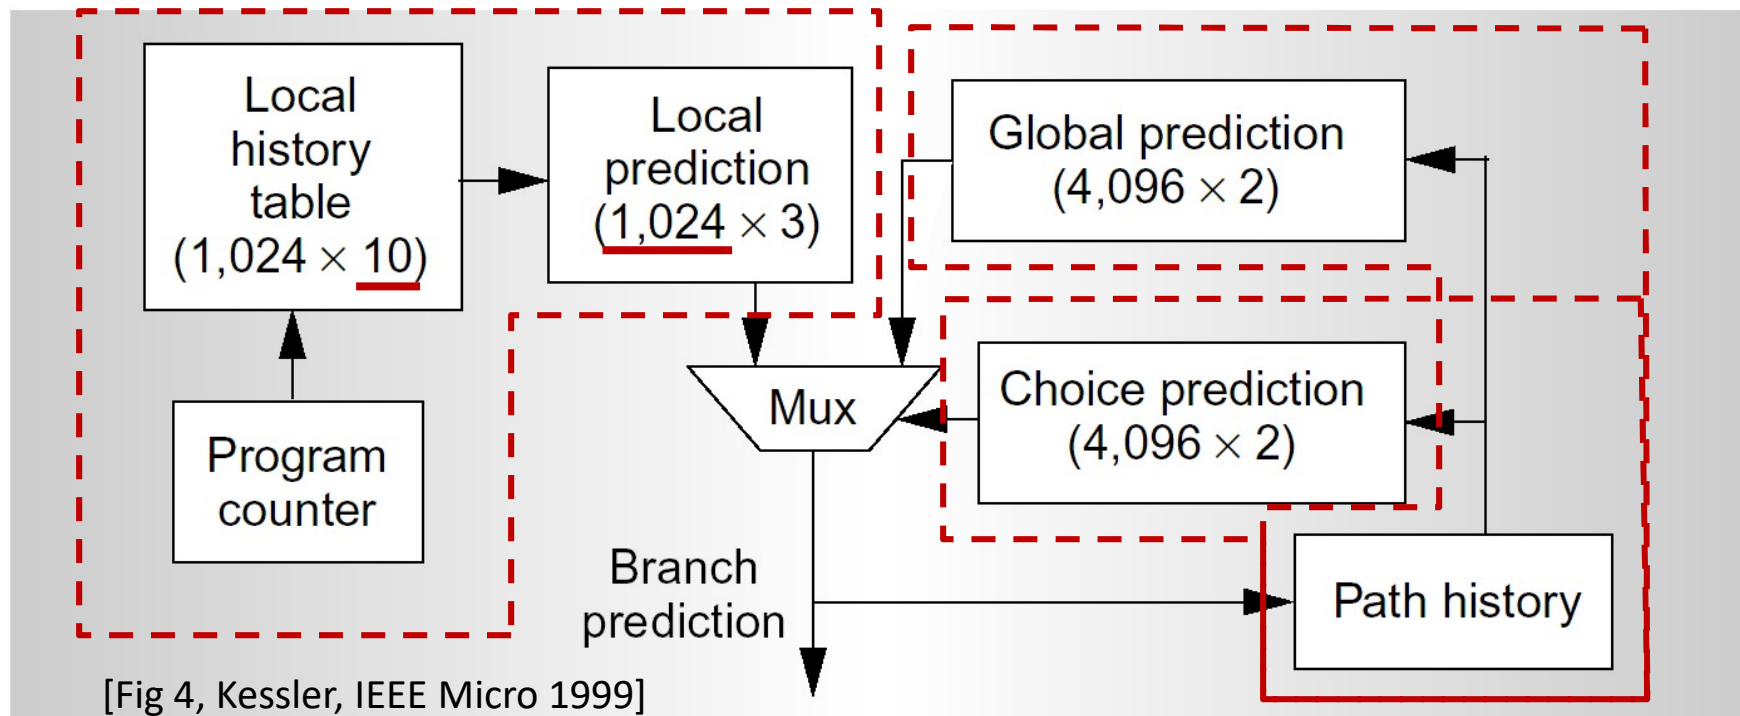 Local
history
table
(1,024 × 10)
Local
prediction
(1,024 × 3)
Global prediction
(4,096 × 2)
Choice prediction
(4,096 × 2)
Mux
Program
counter
Branch
prediction
Path history
[Fig 4, Kessler, IEEE Micro 1999]